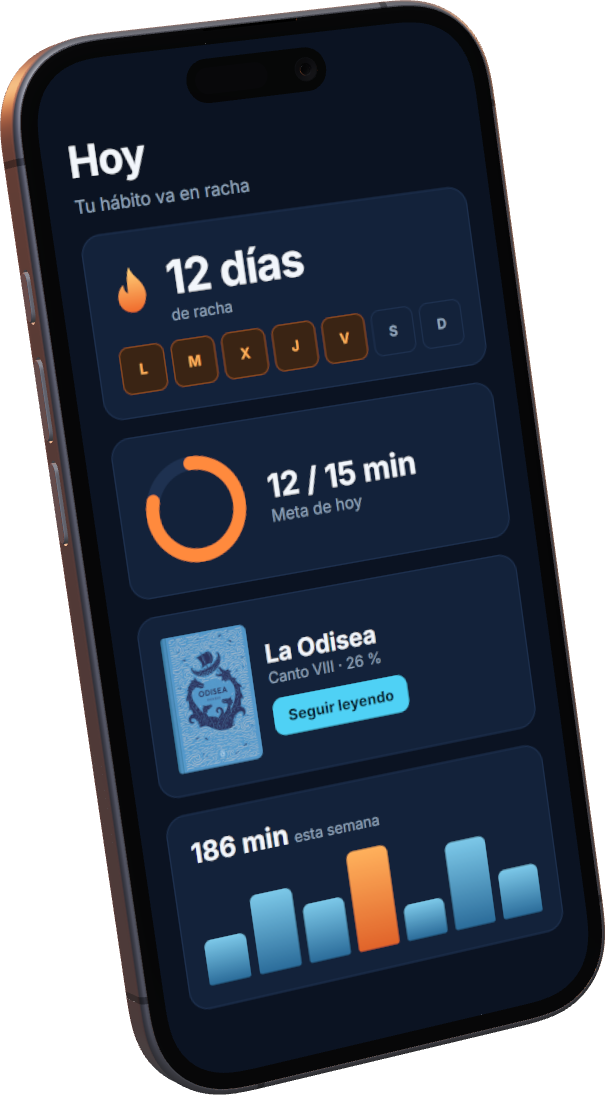 Hoy
Tu hábito va en racha
12 días
de racha
L M X J V S D
12 / 15 min
Meta de hoy
ODISEA
La Odisea
Canto VIII · 26 %
Seguir leyendo
186 min esta semana